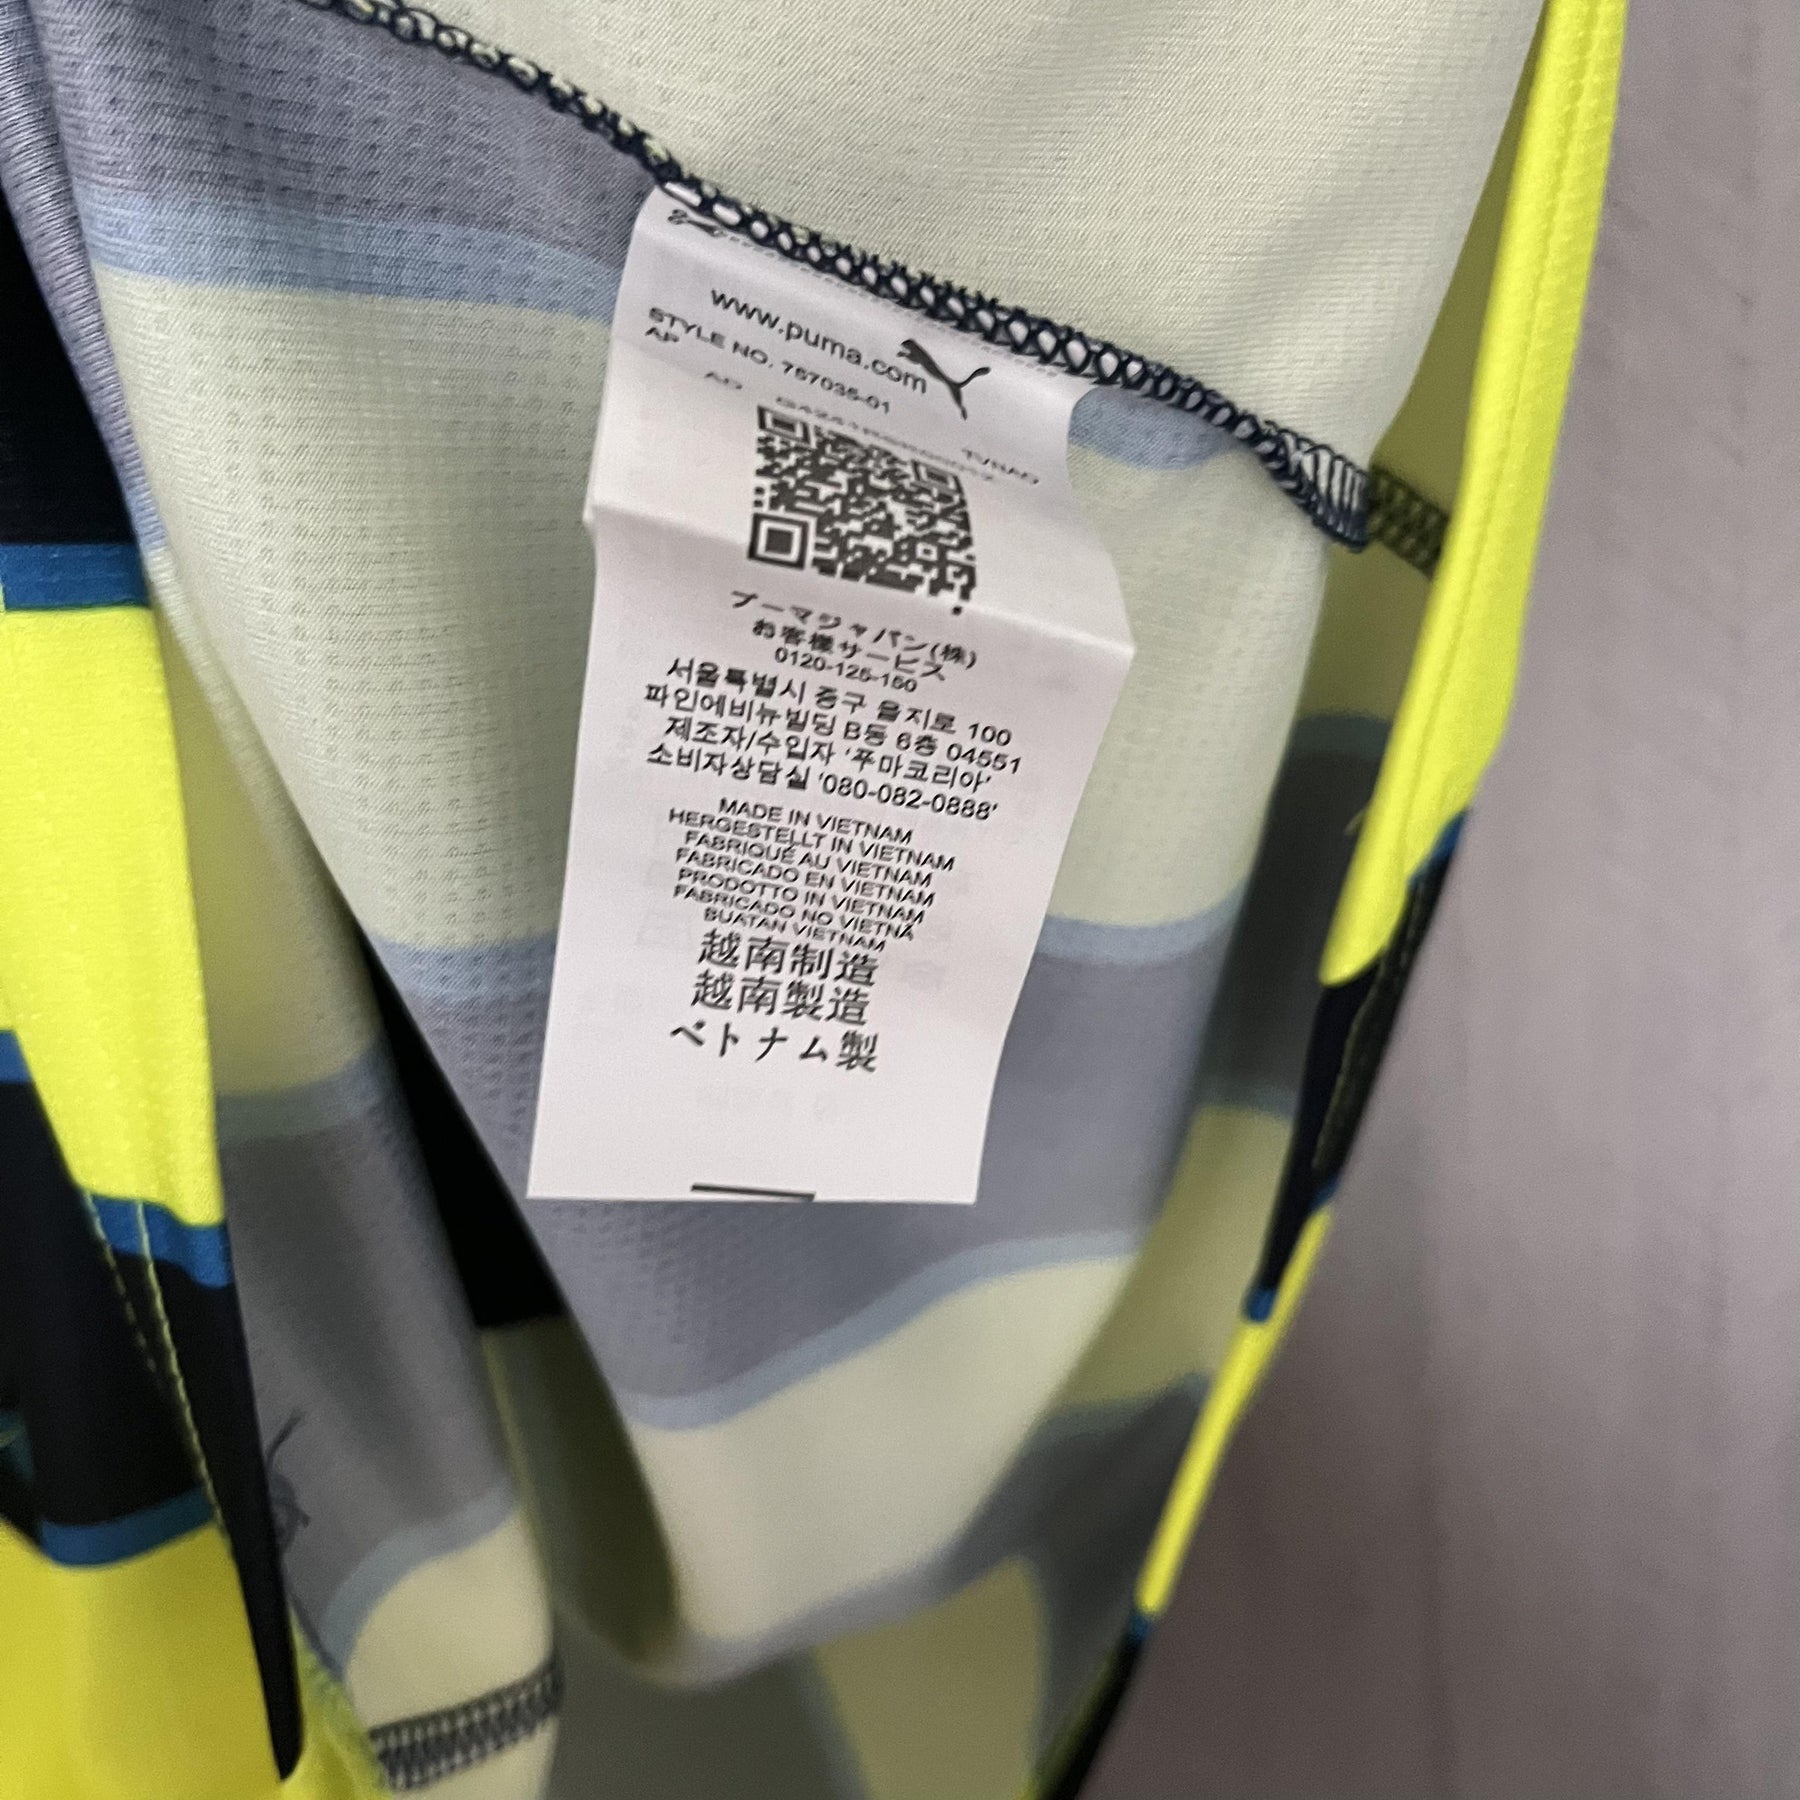 www.puma.com
STYLE NO. 767035-01
AP
プーマジャパン(株)
お客様サービス
0120-125-150
서울특별시 중구 을지로 100
파인에비뉴빌딩 B동 6층 04551
제조자/수입자 '푸마코리아'
소비자상담실 '080-082-0888'
MADE IN VIETNAM
HERGESTELLT IN VIETNAM
FABRIQUÉ AU VIETNAM
FABRICADO EN VIETNAM
PRODOTTO IN VIETNAM
FABRICADO NO VIETNÃ
BUATAN VIETNAM
越南制造
越南製造
ベトナム製